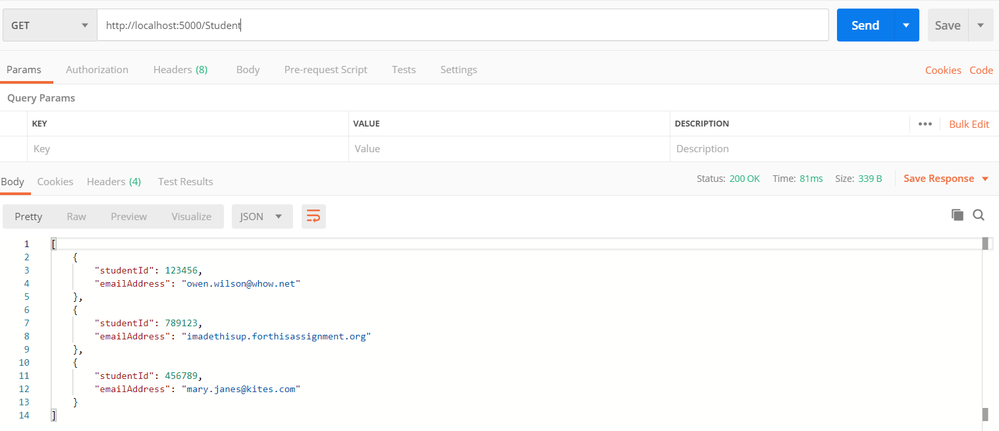 GET http://localhost:5000/Student Send Save
Params Authorization Headers (8) Body Pre-request Script Tests Settings Cookies Code
Query Params
KEY VALUE DESCRIPTION ••• Bulk Edit
Key Value Description
Body Cookies Headers (4) Test Results Status: 200 OK Time: 81ms Size: 339 B Save Response
Pretty Raw Preview Visualize JSON
1 [
2 {
3 "studentId": 123456,
4 "emailAddress": "owen.wilson@whow.net"
5 },
6 {
7 "studentId": 789123,
8 "emailAddress": "imadethisup.forthisassignment.org"
9 },
10 {
11 "studentId": 456789,
12 "emailAddress": "mary.janes@kites.com"
13 }
14 ]